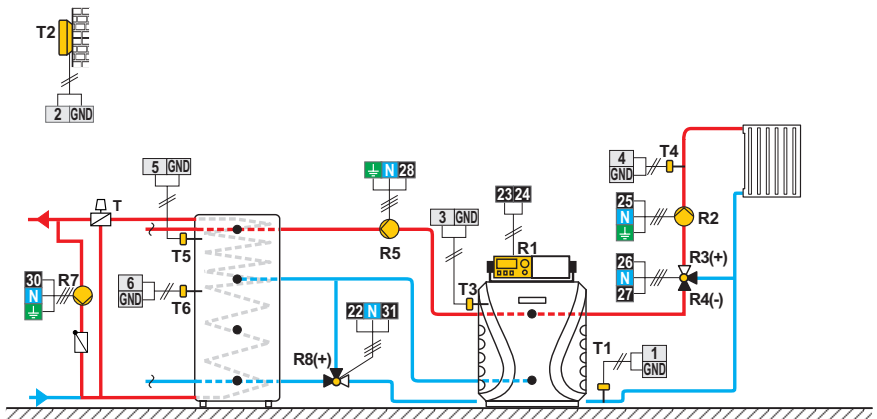 T2
2 GND
5 GND
T
T5
6
GND
T6
30
N
R7
28
N
R5
22 N 31
R8(+)
3 GND
T3
23 24
R1
4
GND
T4
25
N
R2
26
N
27
R3(+)
R4(-)
T1
1
GND